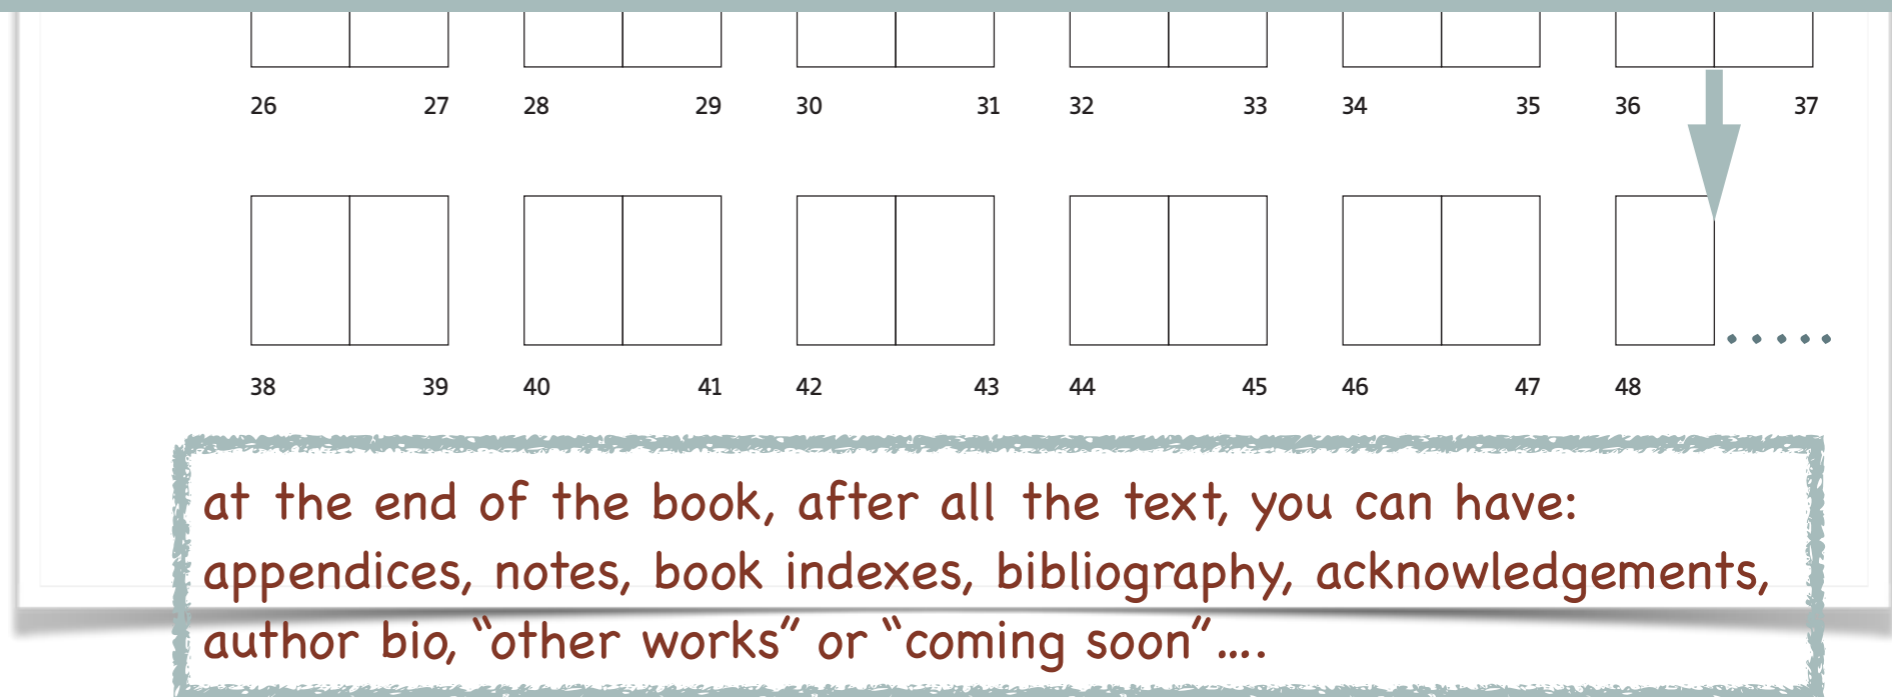 26 27 28 29 30 31 32 33 34 35 36 37
38 39 40 41 42 43 44 45 46 47 48
at the end of the book, after all the text, you can have:
appendices, notes, book indexes, bibliography, acknowledgements,
author bio, “other works” or “coming soon”....